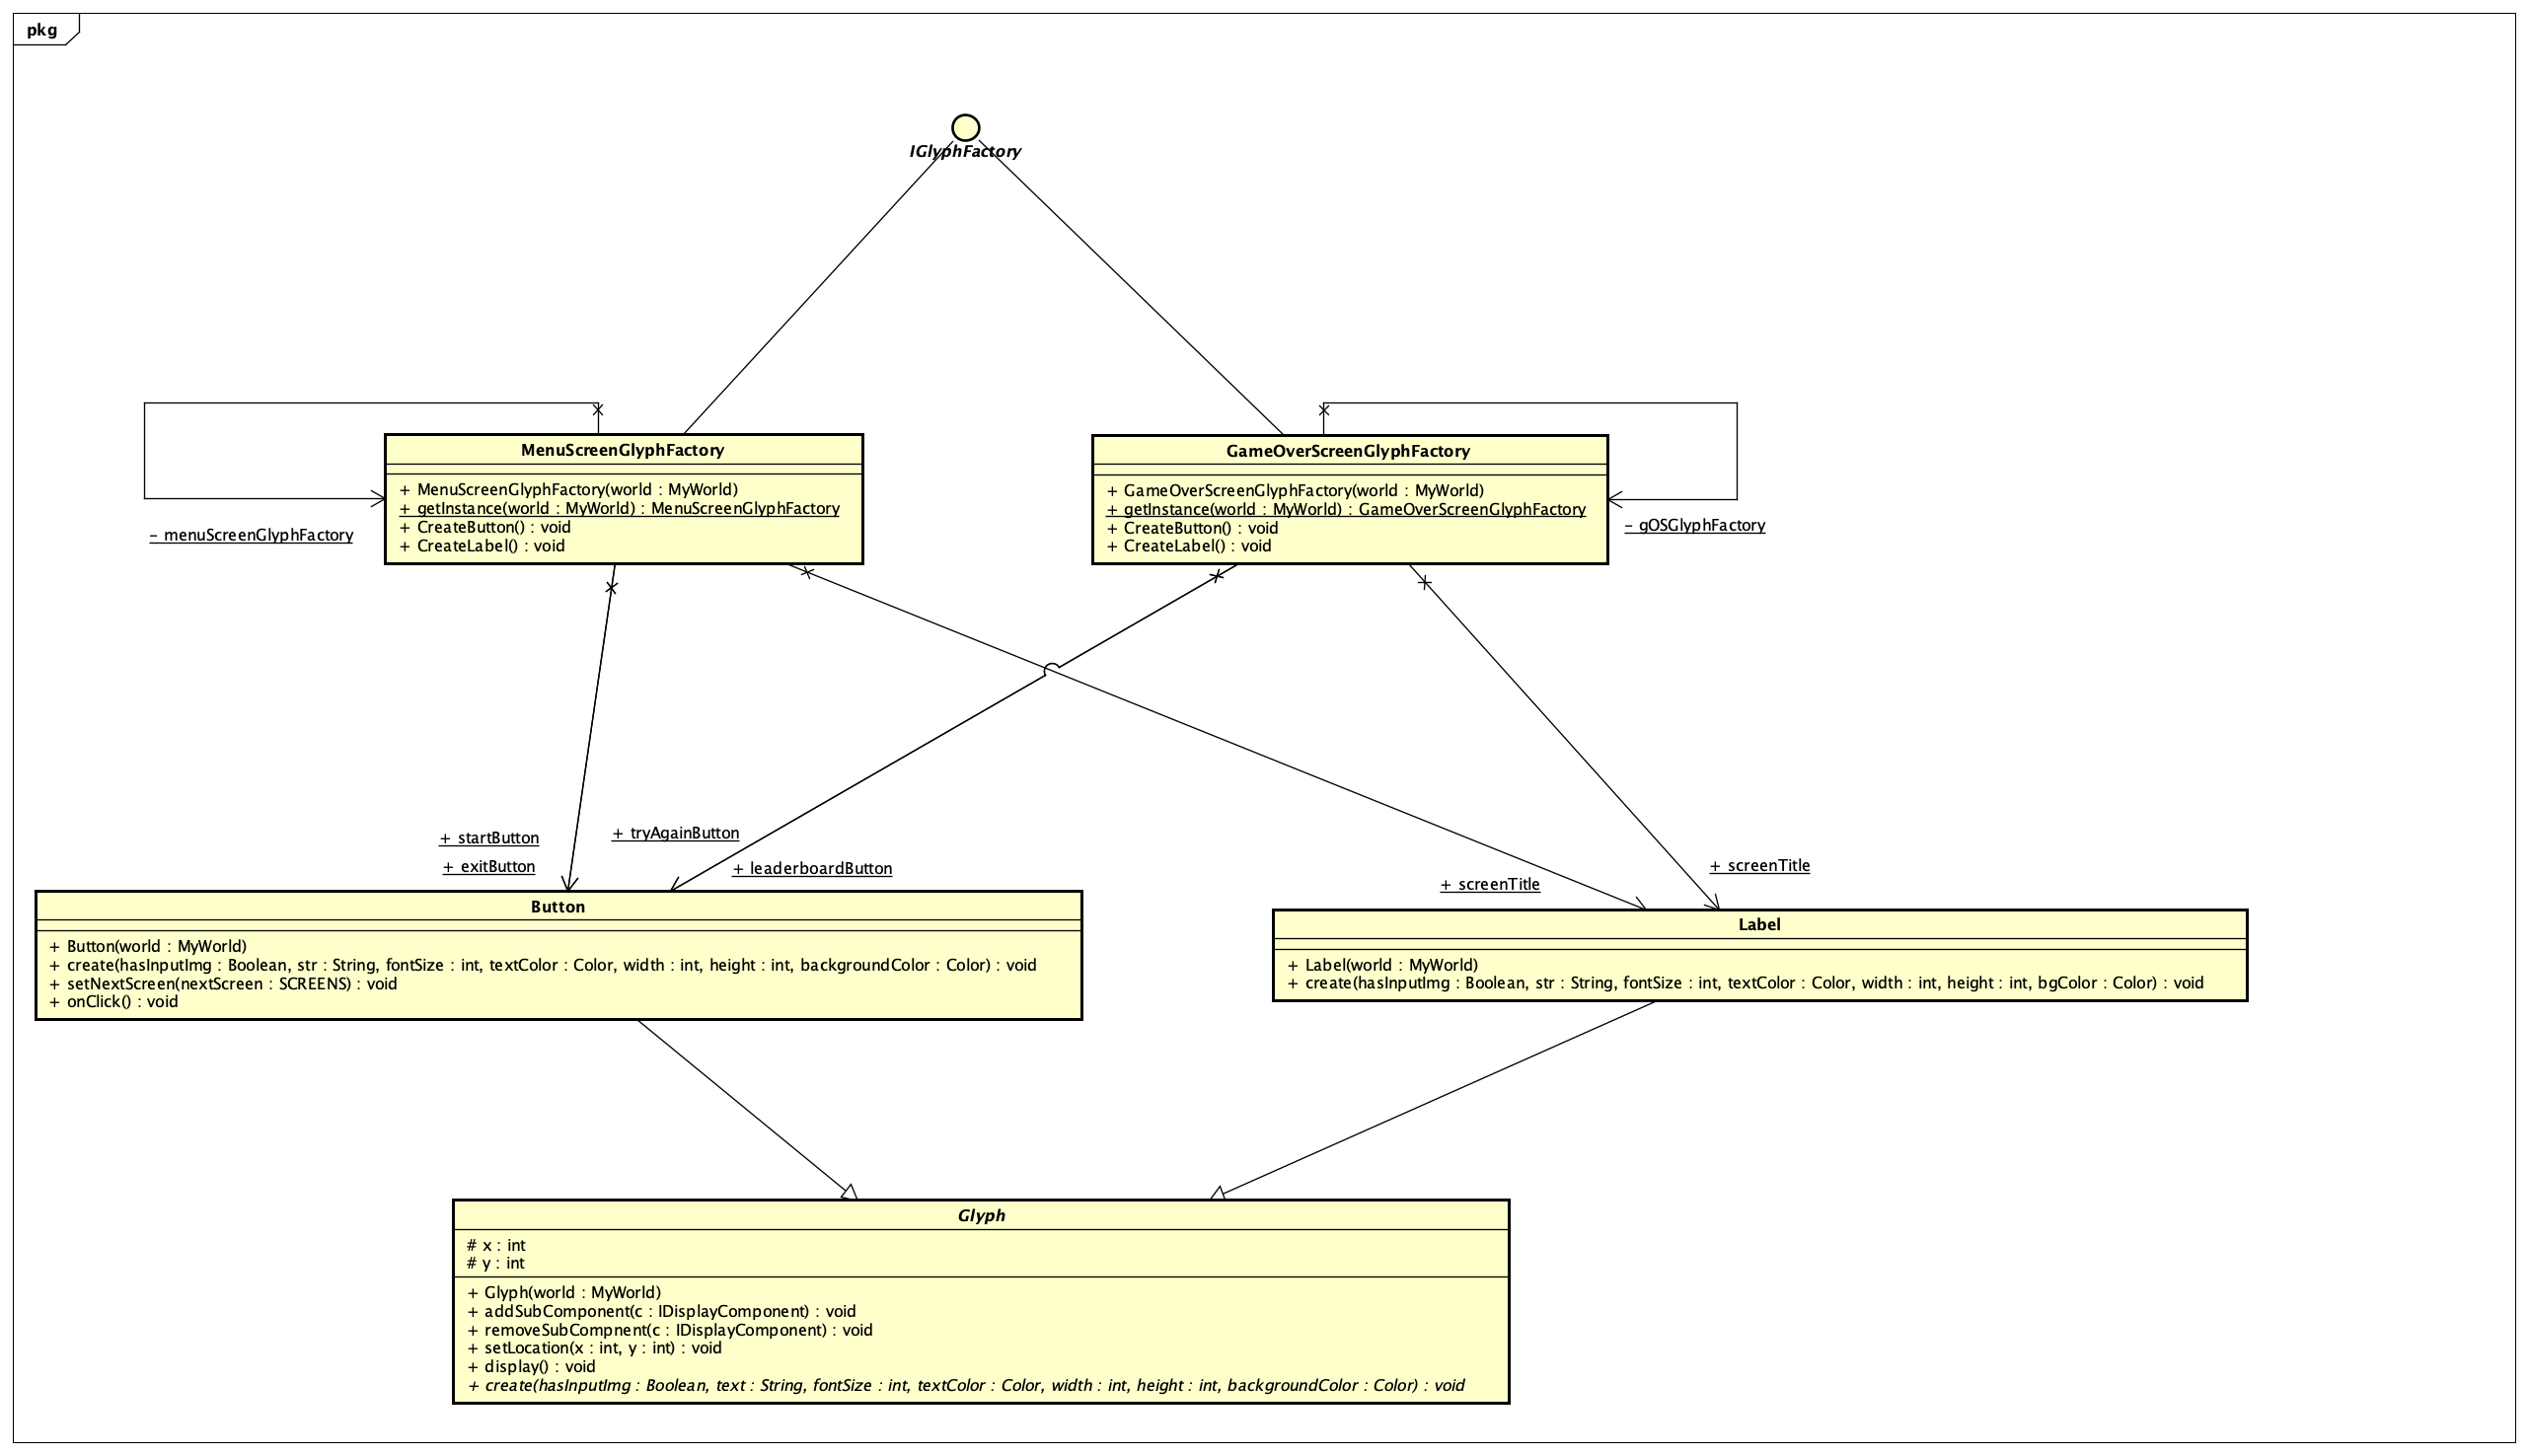 pkg
IGlyphFactory
MenuScreenGlyphFactory
+ MenuScreenGlyphFactory(world : MyWorld)
+ getInstance(world : MyWorld) : MenuScreenGlyphFactory
+ CreateButton() : void
+ CreateLabel() : void
- menuScreenGlyphFactory
GameOverScreenGlyphFactory
+ GameOverScreenGlyphFactory(world : MyWorld)
+ getInstance(world : MyWorld) : GameOverScreenGlyphFactory
+ CreateButton() : void
+ CreateLabel() : void
- gOSGlyphFactory
+ startButton
+ exitButton
+ tryAgainButton
+ leaderboardButton
+ screenTitle
+ screenTitle
Button
+ Button(world : MyWorld)
+ create(hasInputImg : Boolean, str : String, fontSize : int, textColor : Color, width : int, height : int, backgroundColor : Color) : void
+ setNextScreen(nextScreen : SCREENS) : void
+ onClick() : void
Label
+ Label(world : MyWorld)
+ create(hasInputImg : Boolean, str : String, fontSize : int, textColor : Color, width : int, height : int, bgColor : Color) : void
Glyph
# x : int
# y : int
+ Glyph(world : MyWorld)
+ addSubComponent(c : IDisplayComponent) : void
+ removeSubCompnent(c : IDisplayComponent) : void
+ setLocation(x : int, y : int) : void
+ display() : void
+ create(hasInputImg : Boolean, text : String, fontSize : int, textColor : Color, width : int, height : int, backgroundColor : Color) : void